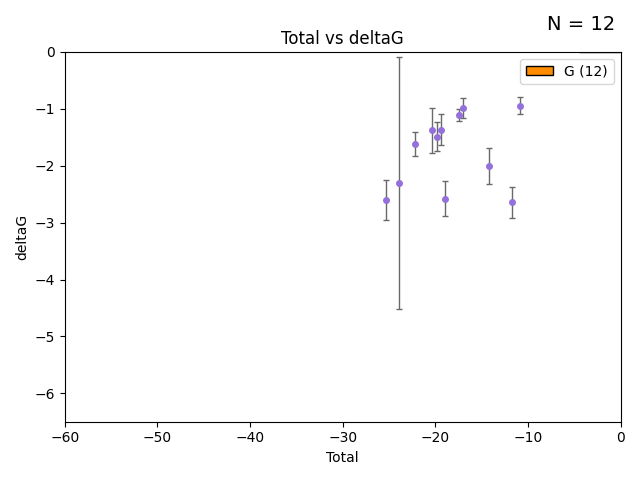 N = 12
Total vs deltaG
G (12)
0
−1
−2
−3
−4
−5
−6
deltaG
−60
−50
−40
−30
−20
−10
0
Total